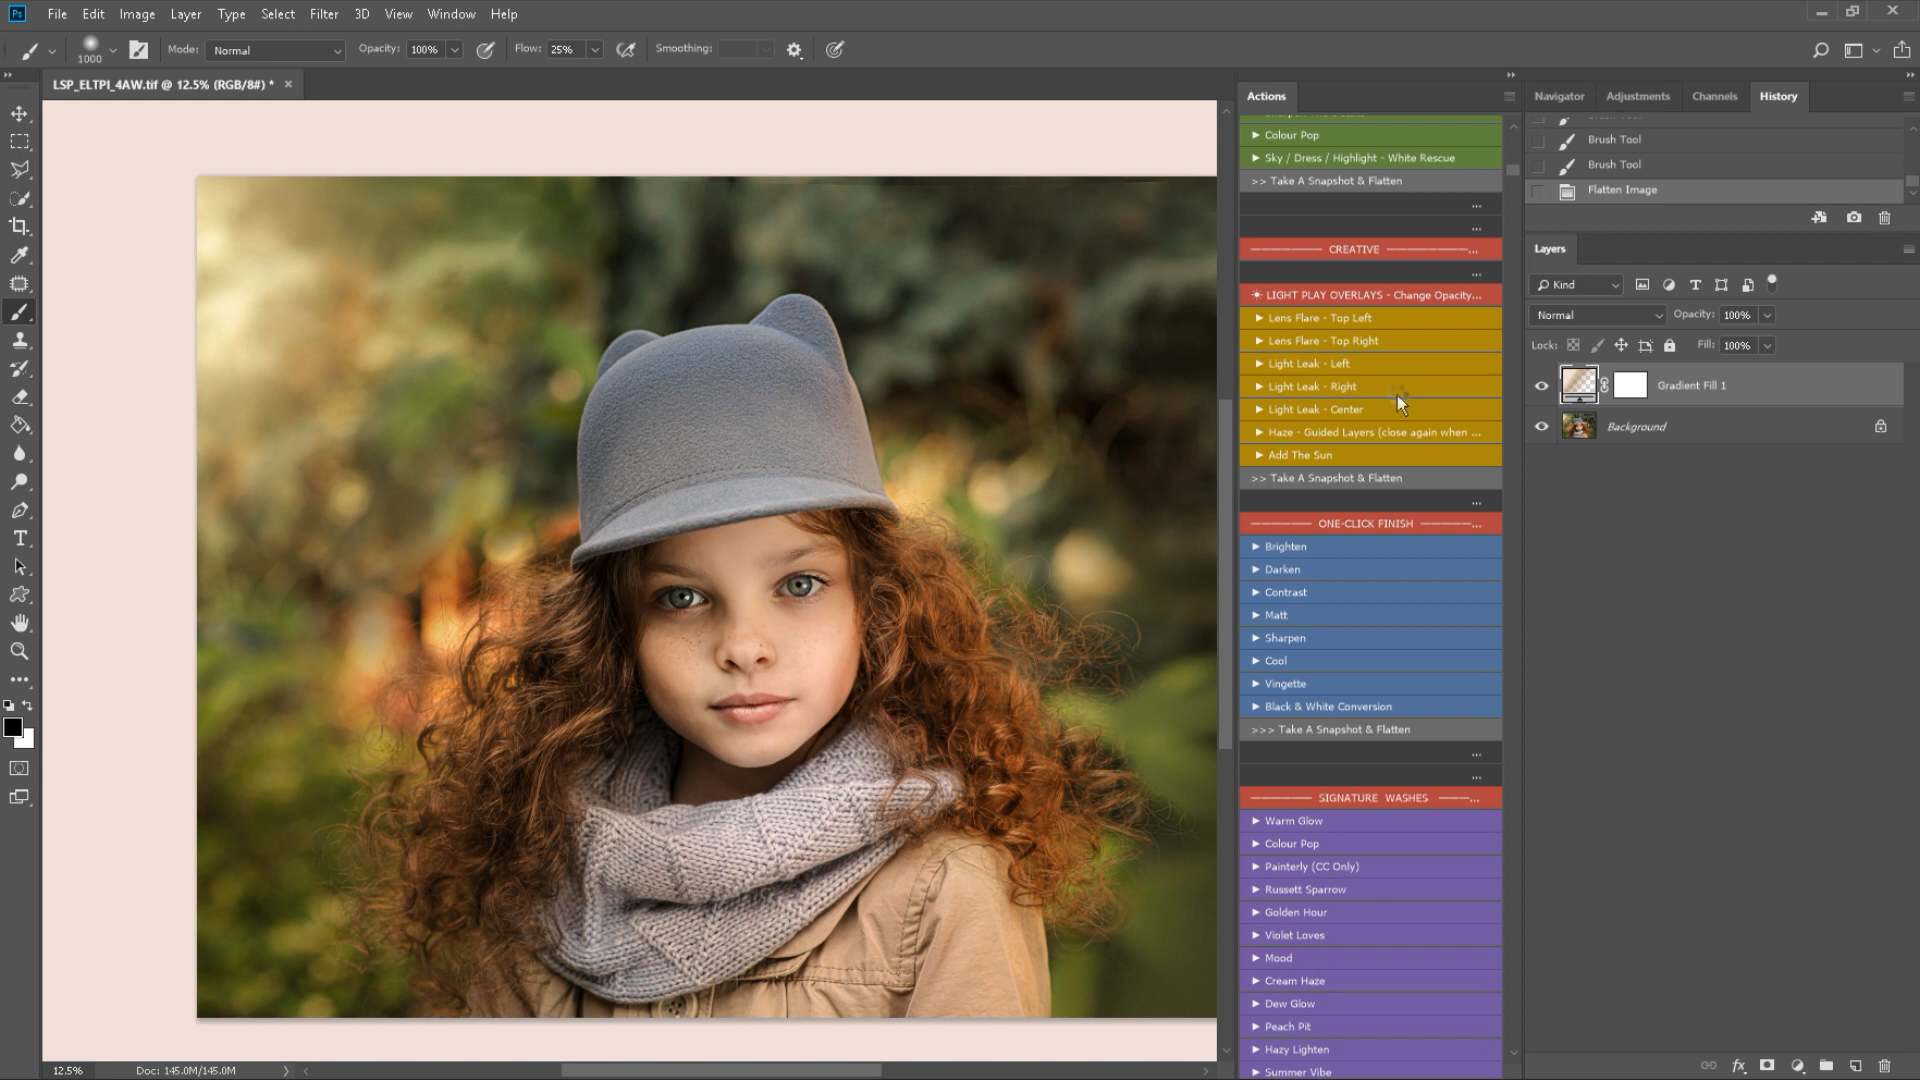 Ps File Edit Image Layer Type Select Filter 3D View Window Help
1000 Mode: Normal Opacity: 100% Flow: 25% Smoothing:
LSP_ELTPI_4AW.tif @ 12.5% (RGB/8#) *
Actions
Colour Pop
Sky / Dress / Highlight - White Rescue
>> Take A Snapshot & Flatten
...
...
CREATIVE ...
...
LIGHT PLAY OVERLAYS - Change Opacity...
Lens Flare - Top Left
Lens Flare - Top Right
Light Leak - Left
Light Leak - Right
Light Leak - Center
Haze - Guided Layers (close again when ...
Add The Sun
>> Take A Snapshot & Flatten
...
ONE-CLICK FINISH ...
Brighten
Darken
Contrast
Matt
Sharpen
Cool
Vingette
Black & White Conversion
>>> Take A Snapshot & Flatten
...
...
SIGNATURE WASHES ...
Warm Glow
Colour Pop
Painterly (CC Only)
Russett Sparrow
Golden Hour
Violet Loves
Mood
Cream Haze
Dew Glow
Peach Pit
Hazy Lighten
Summer Vibe
Navigator Adjustments Channels History
Brush Tool
Brush Tool
Flatten Image
Layers
Kind
Normal Opacity: 100%
Lock: Fill: 100%
Gradient Fill 1
Background
fx
12.5% Doc: 145.0M/145.0M